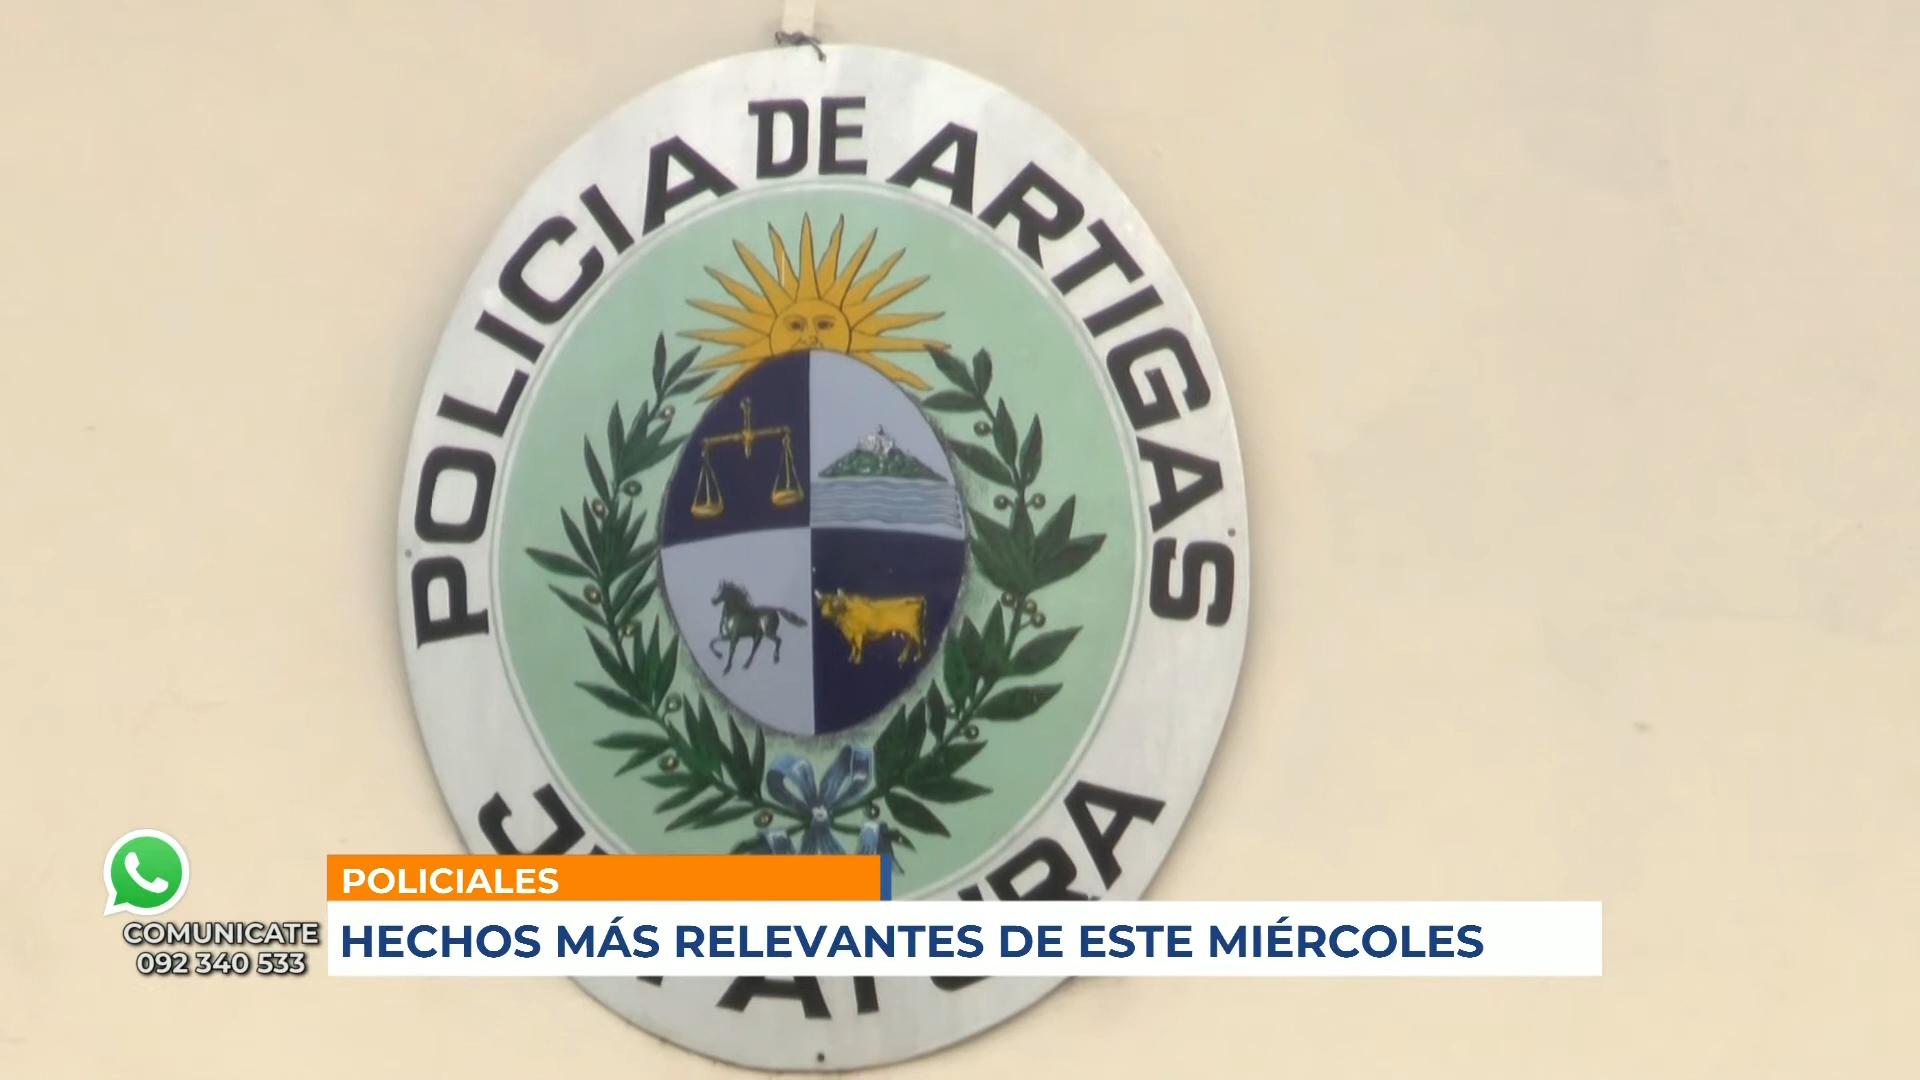 POLICIA DE ARTIGAS
POLICIALES
HECHOS MÁS RELEVANTES DE ESTE MIÉRCOLES
COMUNICATE
092 340 533